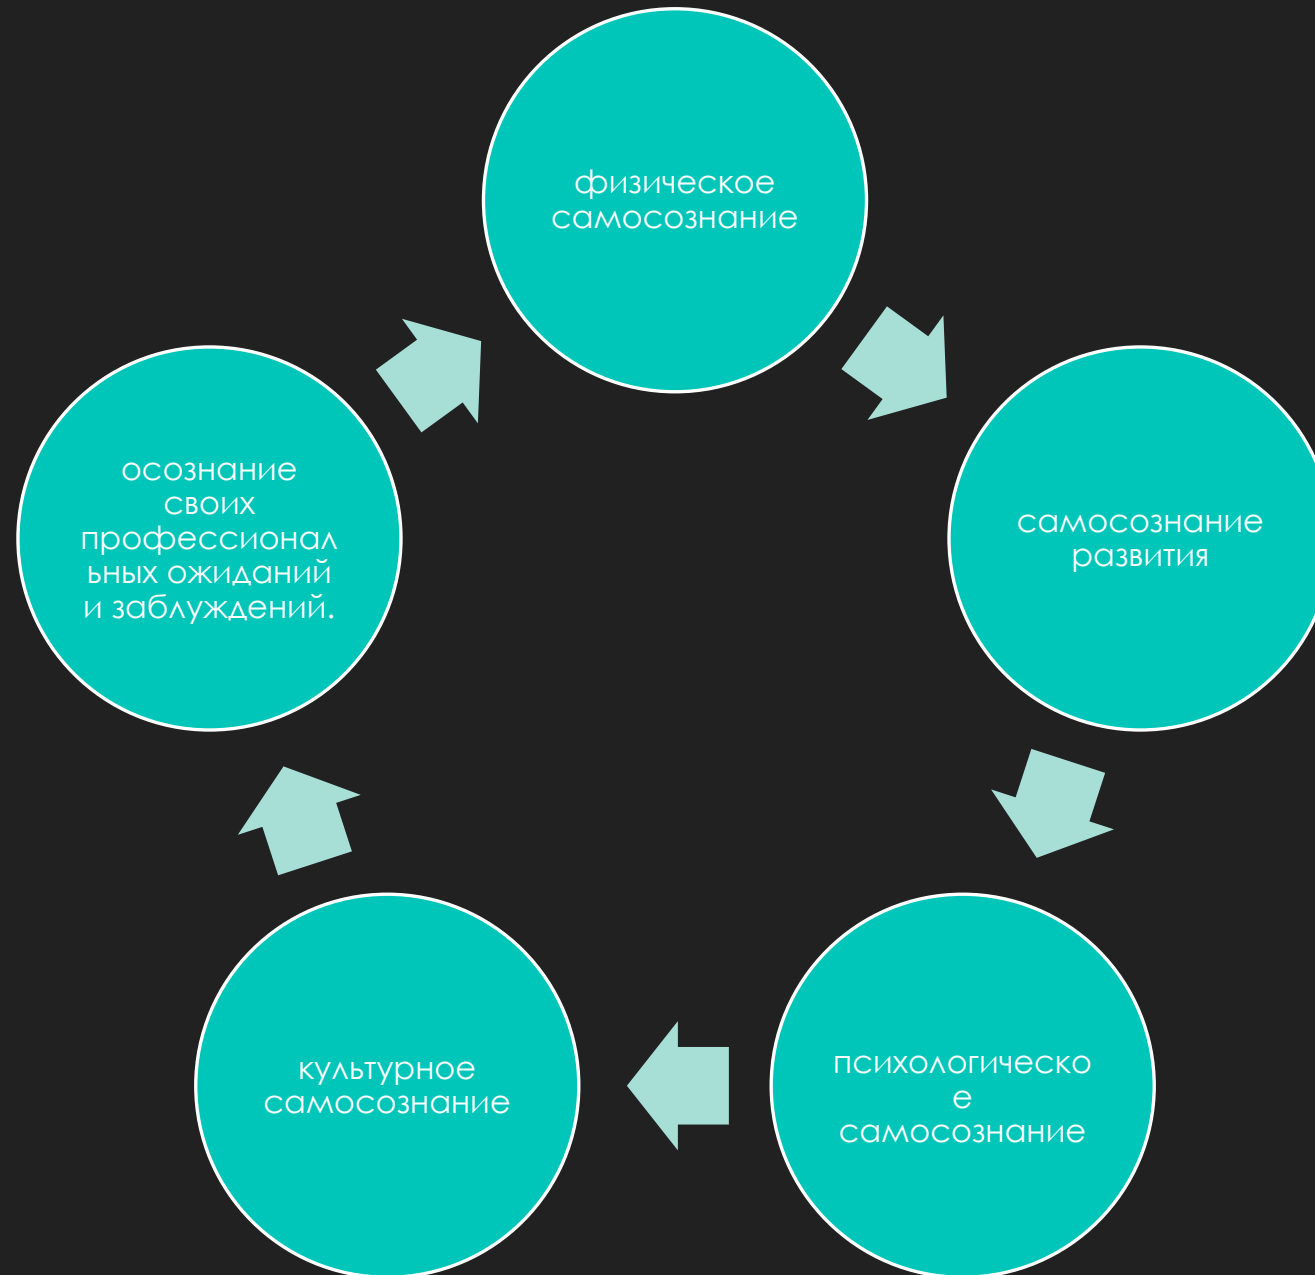 физическое
самосознание
самосознание
развития
психологическо
е
самосознание
культурное
самосознание
осознание
своих
профессионал
ьных ожиданий
и заблуждений.